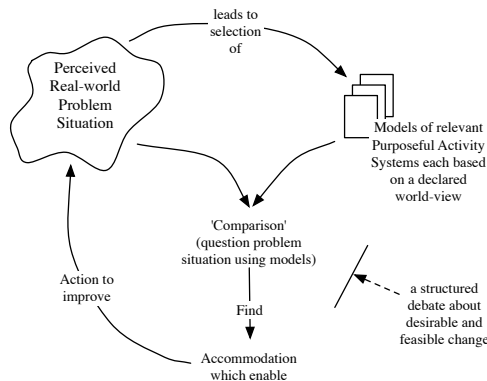 leads to
selection
of
Perceived
Real-world
Problem
Situation
Models of relevant
Purposeful Activity
Systems each based
on a declared
world-view
'Comparison'
(question problem
situation using models)
Action to
improve
Find
a structured
debate about
desirable and
feasible change
Accommodation
which enable